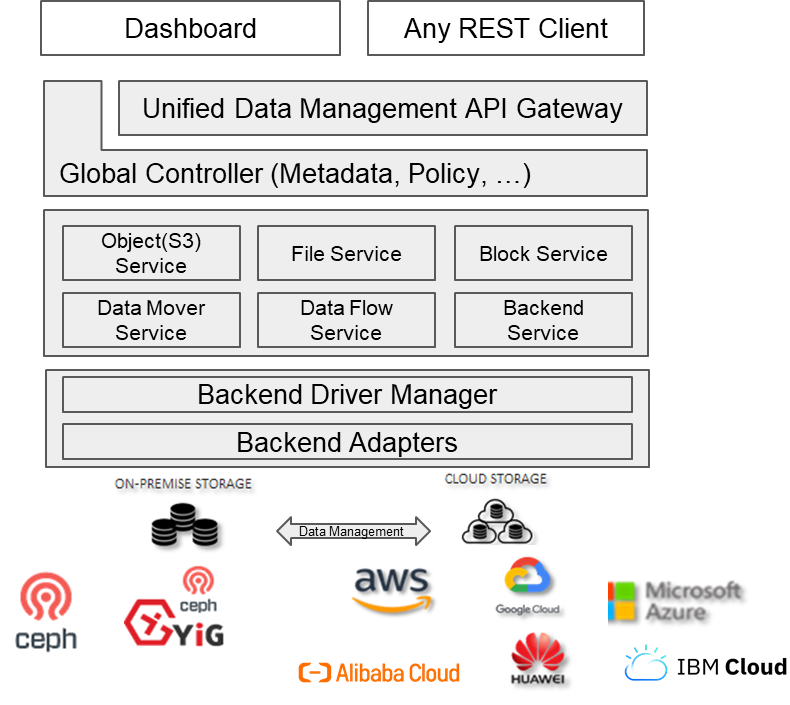 Dashboard
Any REST Client
Unified Data Management API Gateway
Global Controller (Metadata, Policy, …)
Object(S3)
Service
File Service
Block Service
Data Mover
Service
Data Flow
Service
Backend
Service
Backend Driver Manager
Backend Adapters
ON-PREMISE STORAGE
CLOUD STORAGE
Data Management
ceph
ceph
YiG
aws
Google Cloud
Microsoft
Azure
Alibaba Cloud
HUAWEI
IBM Cloud